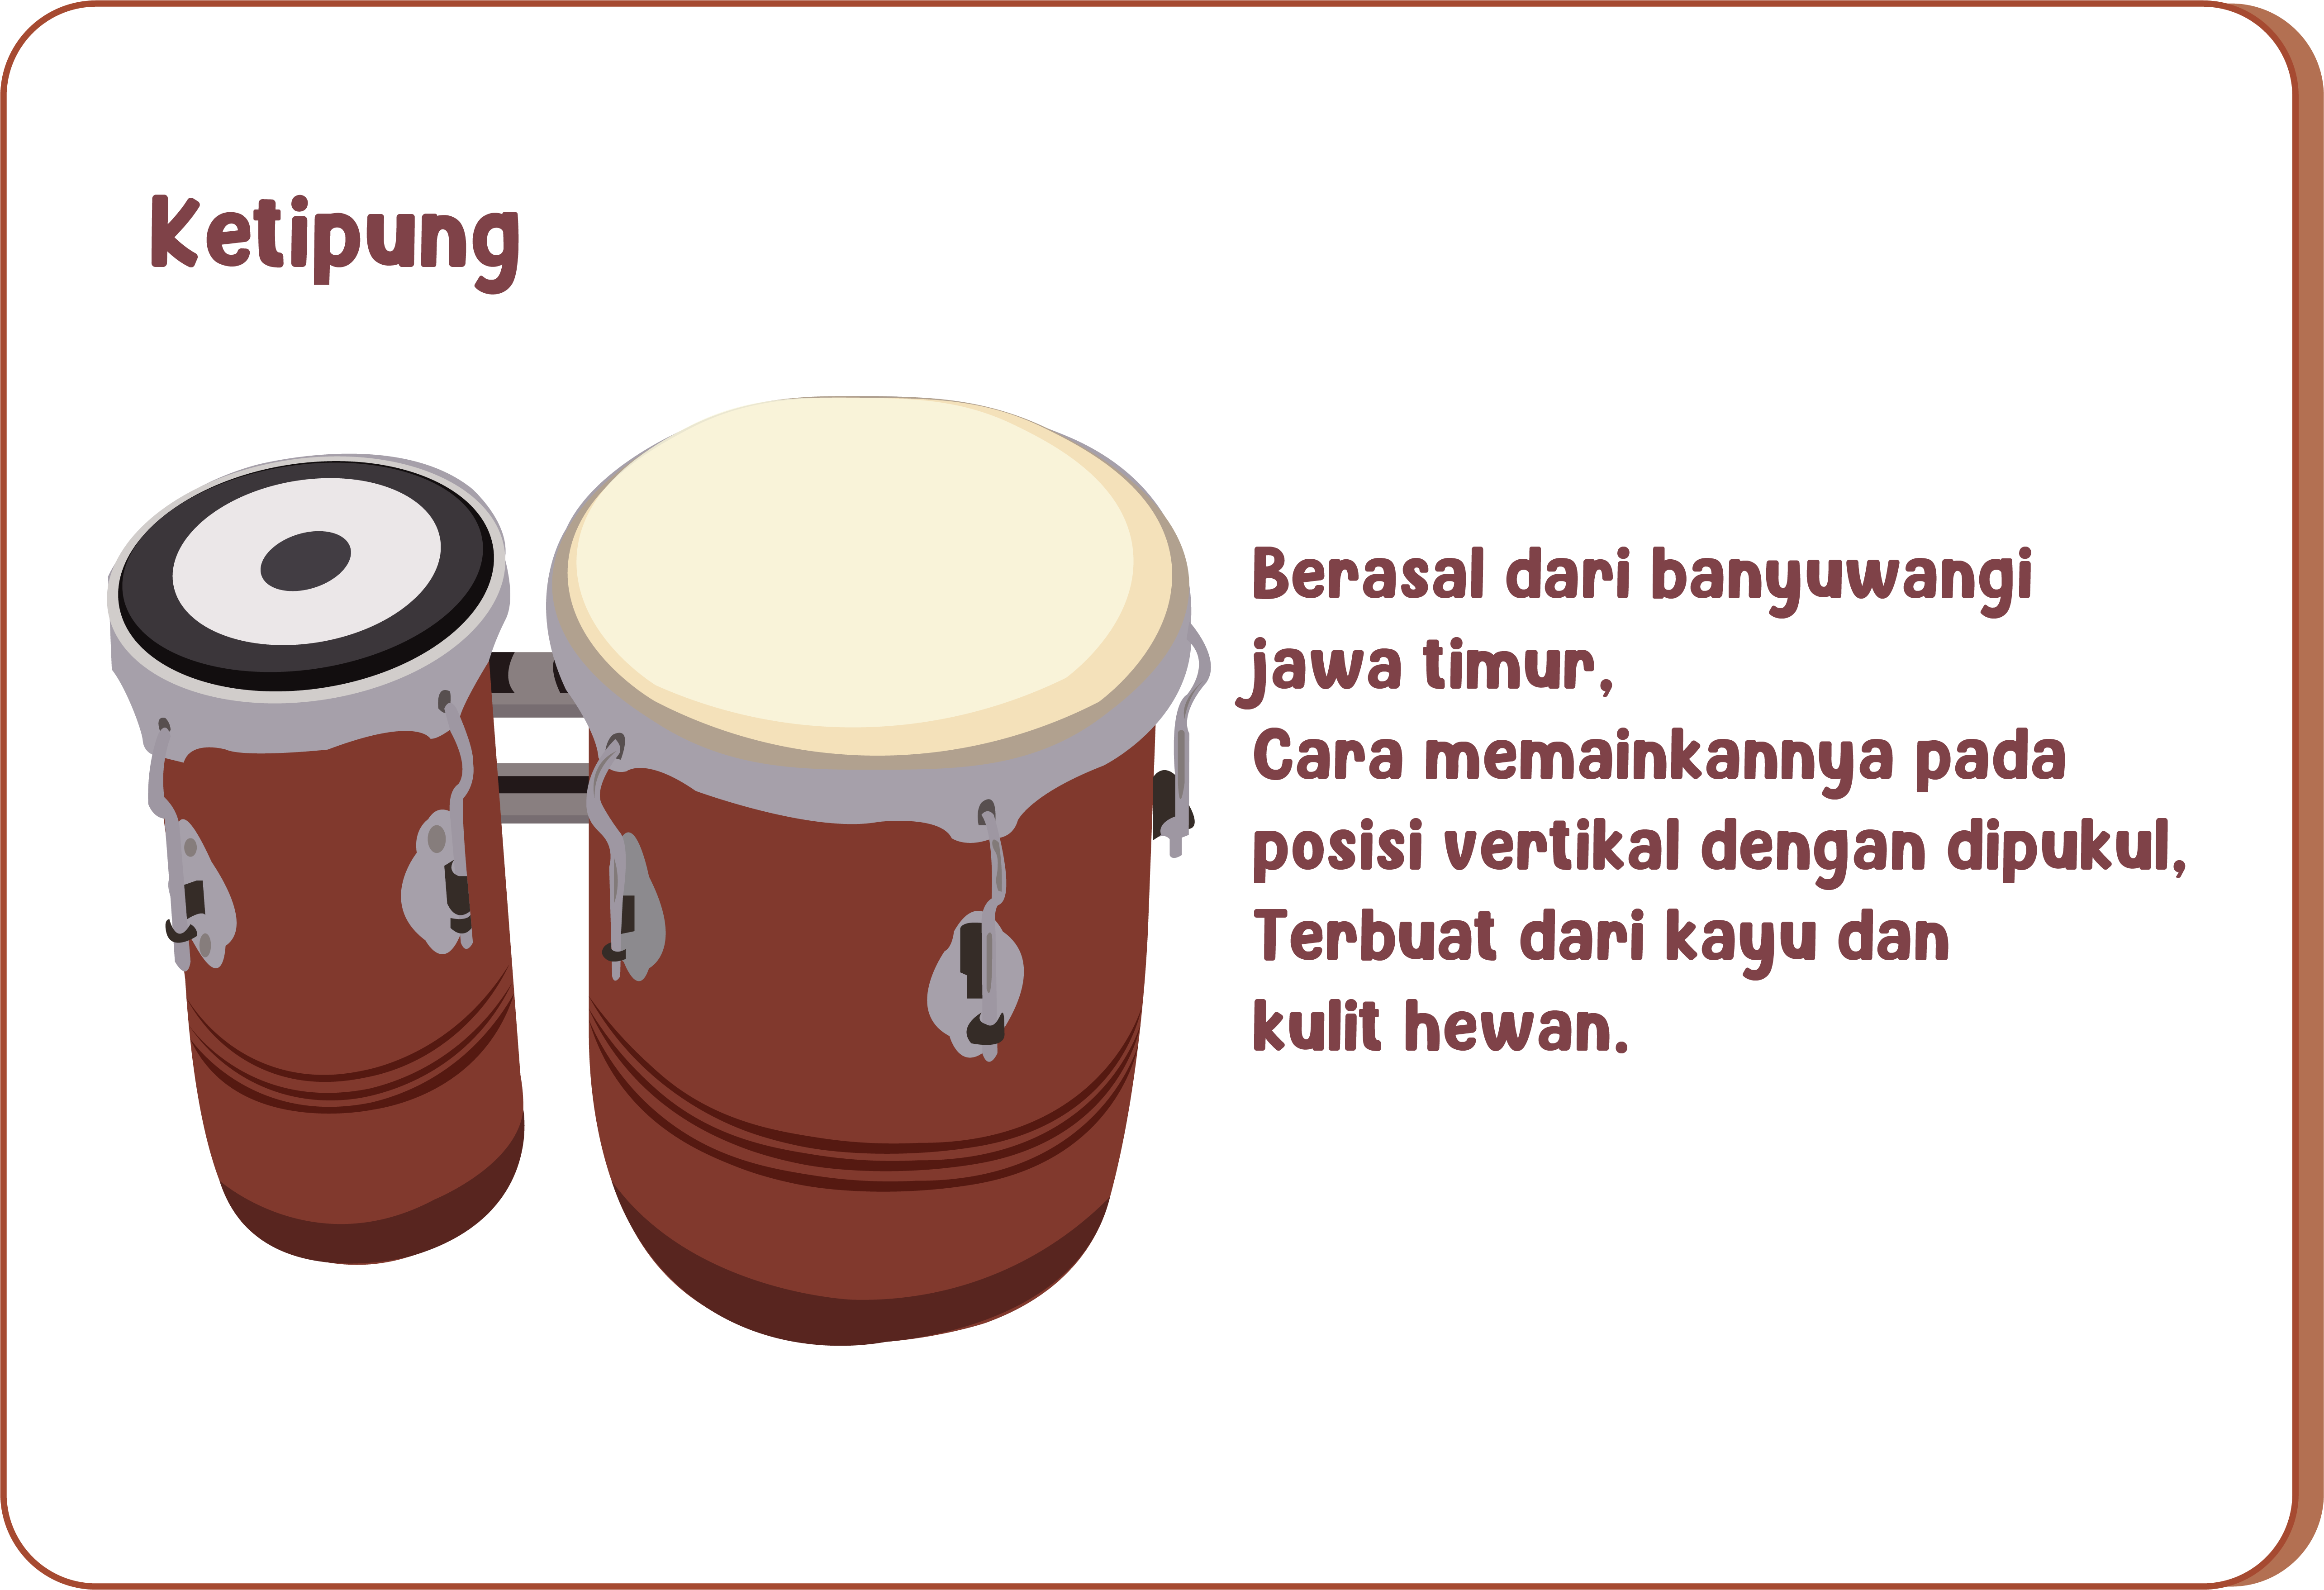 Ketipung
Berasal dari banyuwangi
jawa timur,
Cara memainkannya pada
posisi vertikal dengan dipukul,
Terbuat dari kayu dan
kulit hewan.